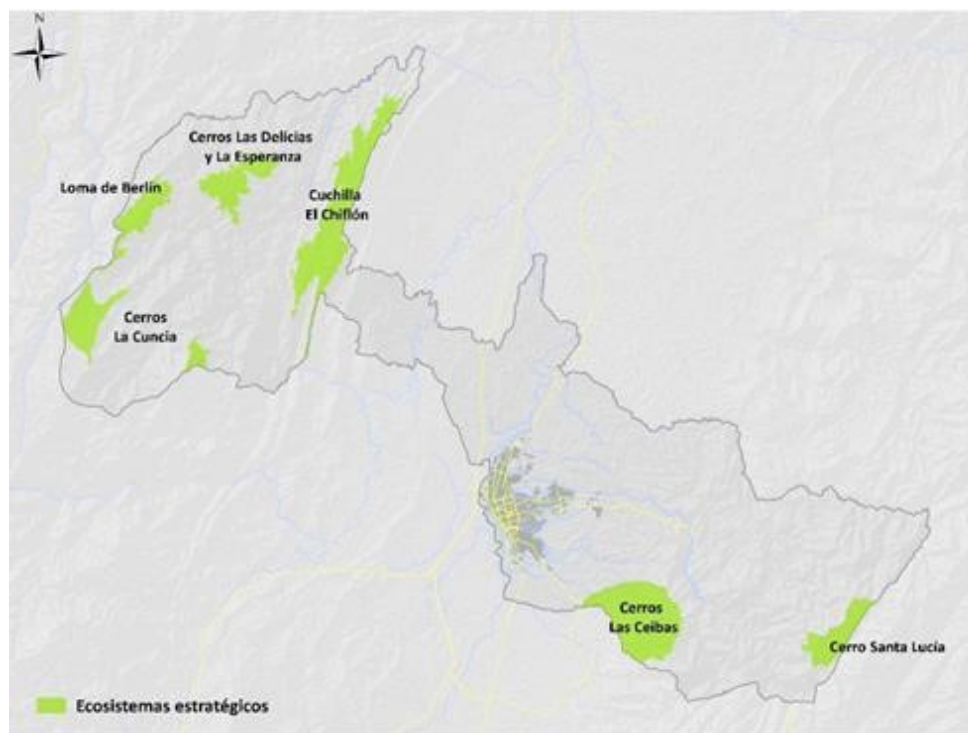 N
Cerros Las Delicias
y La Esperanza
Loma de Berlín
Cuchilla
El Chiflón
Cerros
La Cuncia
Cerros
Las Ceibas
Cerro Santa Lucía
Ecosistemas estratégicos